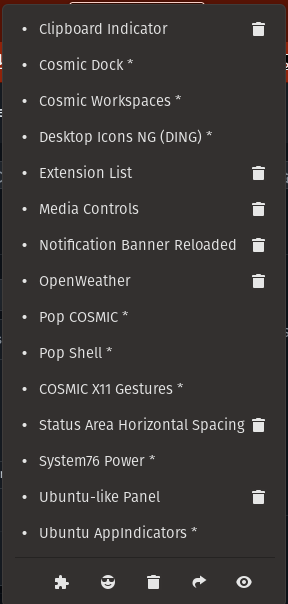 Clipboard Indicator
Cosmic Dock *
Cosmic Workspaces *
Desktop Icons NG (DING) *
Extension List
Media Controls
Notification Banner Reloaded
OpenWeather
Pop COSMIC *
Pop Shell *
COSMIC X11 Gestures *
Status Area Horizontal Spacing
System76 Power *
Ubuntu-like Panel
Ubuntu AppIndicators *